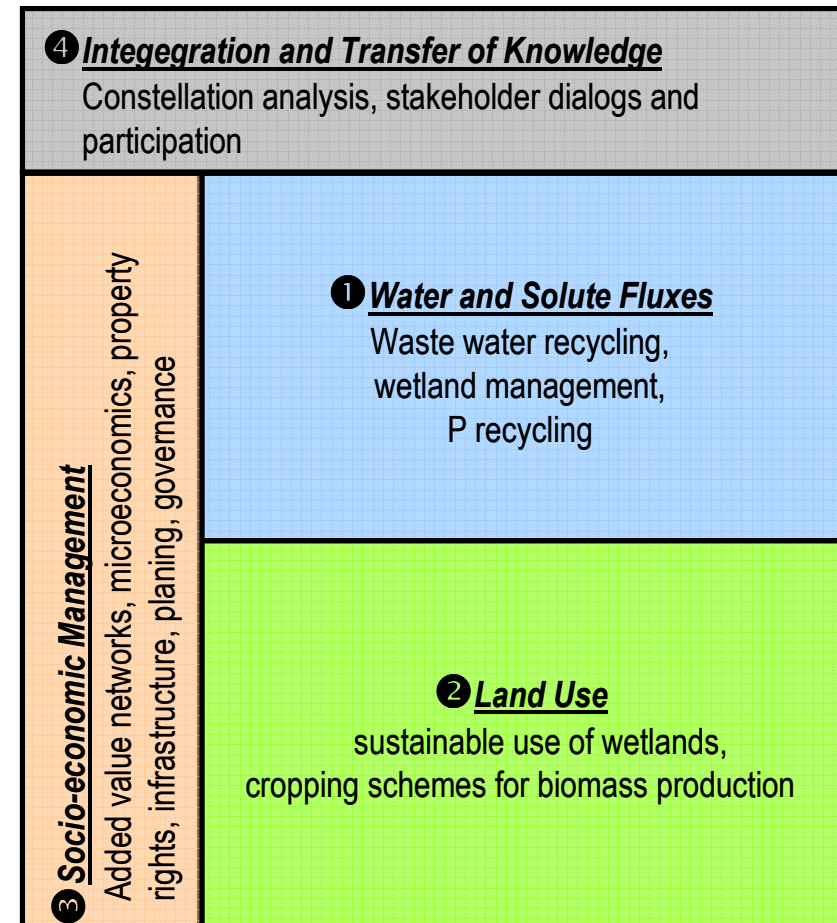 ❹ Integegration and Transfer of Knowledge
Constellation analysis, stakeholder dialogs and
participation
❶ Water and Solute Fluxes
Waste water recycling,
wetland management,
P recycling
❷ Land Use
sustainable use of wetlands,
cropping schemes for biomass production
❸ Socio-economic Management
Added value networks, microeconomics, property
rights, infrastructure, planing, governance